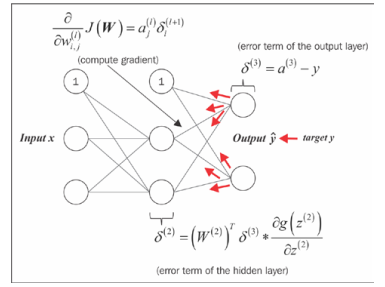 ∂/∂w_{i,j}^{(l)} J(W) = a_j^{(l)} δ_i^{(l+1)}
(compute gradient)
(error term of the output layer)
δ^{(3)} = a^{(3)} − y
1 1
Input x
Output ŷ
target y
δ^{(2)} = (W^{(2)})^T δ^{(3)} * ∂g(z^{(2)})/∂z^{(2)}
(error term of the hidden layer)